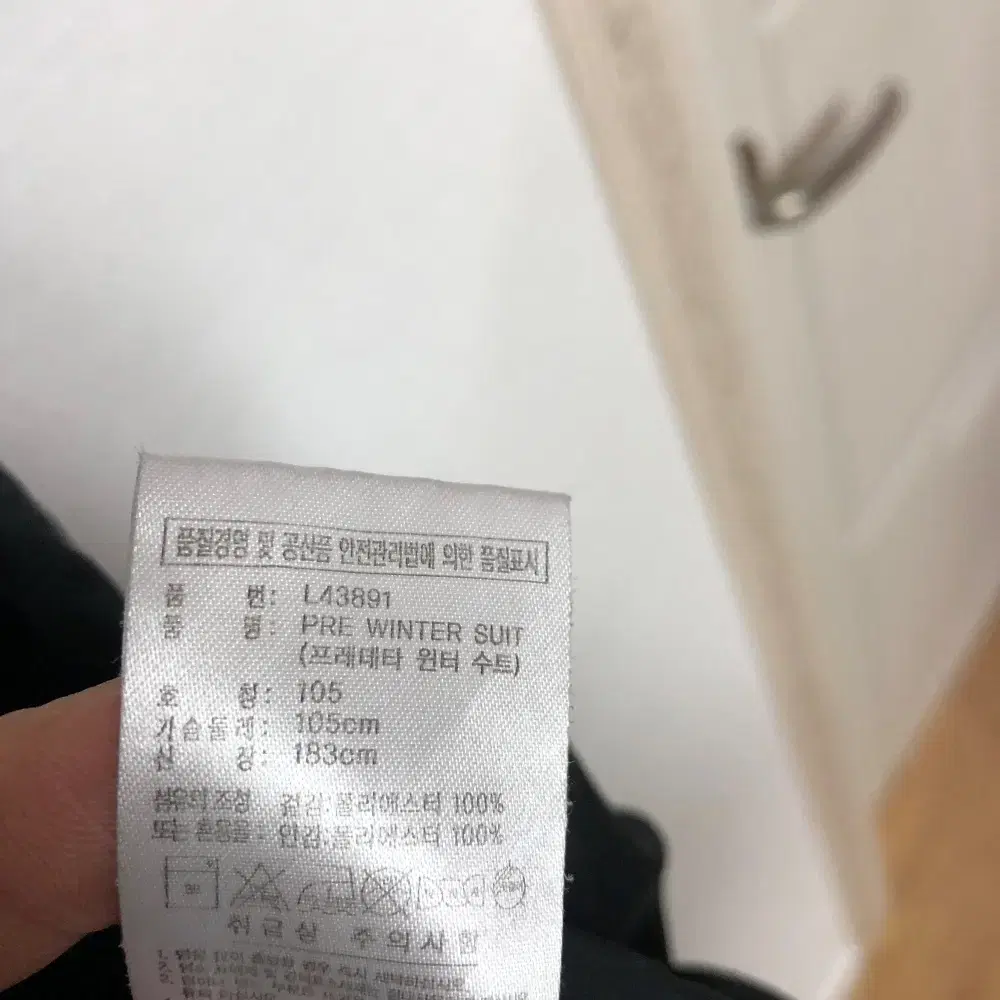 품질경영 및 공산품 안전관리법에 의한 품질표시
품 번: L43891
품 명: PRE WINTER SUIT
(프레데타 윈터 수트)
호 칭: 105
가슴둘레: 105cm
신 장: 183cm
섬유의 조성 겉감:폴리에스터 100%
또는 혼용률: 안감:폴리에스터 100%
취급상 주의사항